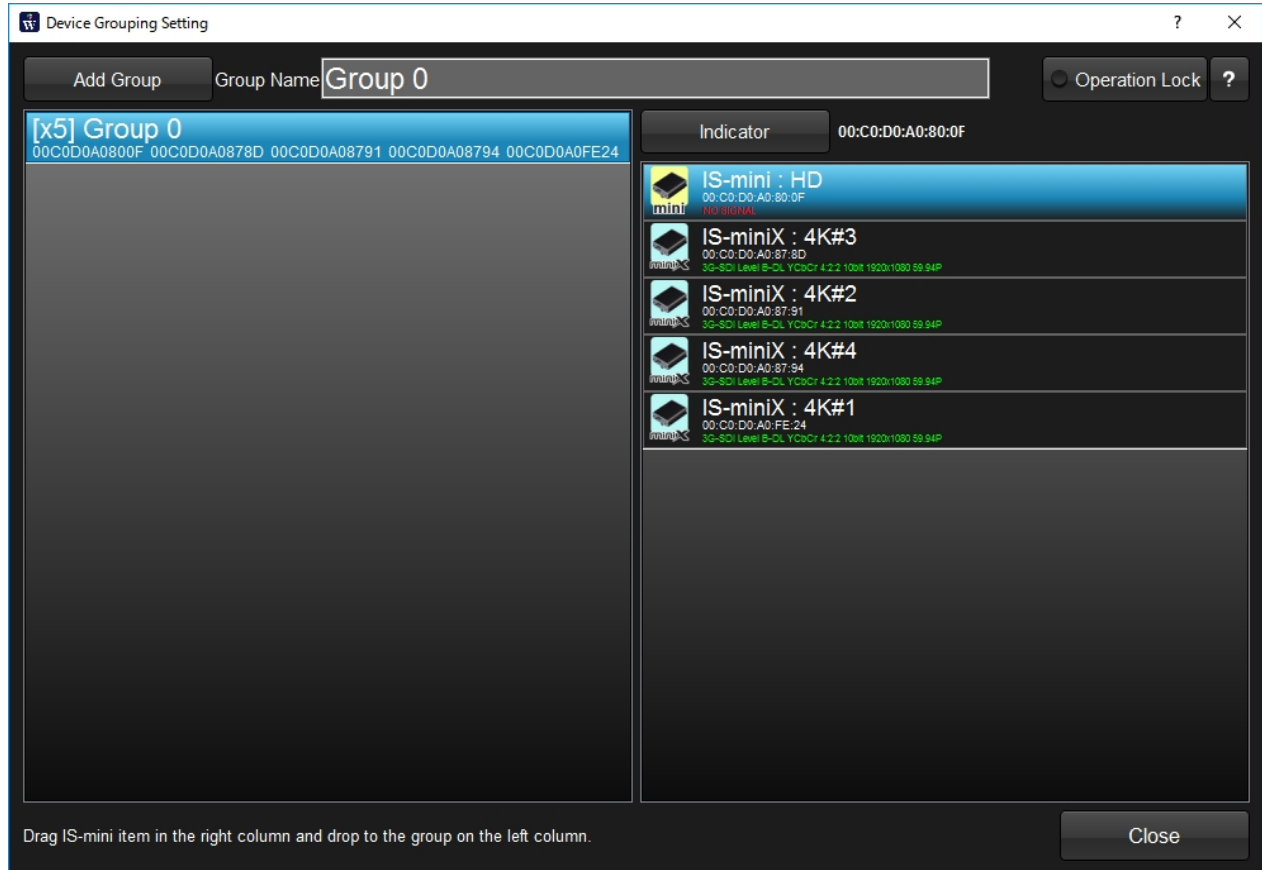 Device Grouping Setting
?
Add Group
Group Name
Group 0
Operation Lock
?
[x5] Group 0
00C0D0A0800F 00C0D0A0878D 00C0D0A08791 00C0D0A08794 00C0D0A0FE24
Indicator
00:C0:D0:A0:80:0F
mini
IS-mini : HD
00:C0:D0:A0:80:0F
NO SIGNAL
miniX
IS-miniX : 4K#3
00:C0:D0:A0:87:8D
3G-SDI Level B-DL YCbCr 4:2:2 10bit 1920x1080 59.94P
miniX
IS-miniX : 4K#2
00:C0:D0:A0:87:91
3G-SDI Level B-DL YCbCr 4:2:2 10bit 1920x1080 59.94P
miniX
IS-miniX : 4K#4
00:C0:D0:A0:87:94
3G-SDI Level B-DL YCbCr 4:2:2 10bit 1920x1080 59.94P
miniX
IS-miniX : 4K#1
00:C0:D0:A0:FE:24
3G-SDI Level B-DL YCbCr 4:2:2 10bit 1920x1080 59.94P
Drag IS-mini item in the right column and drop to the group on the left column.
Close